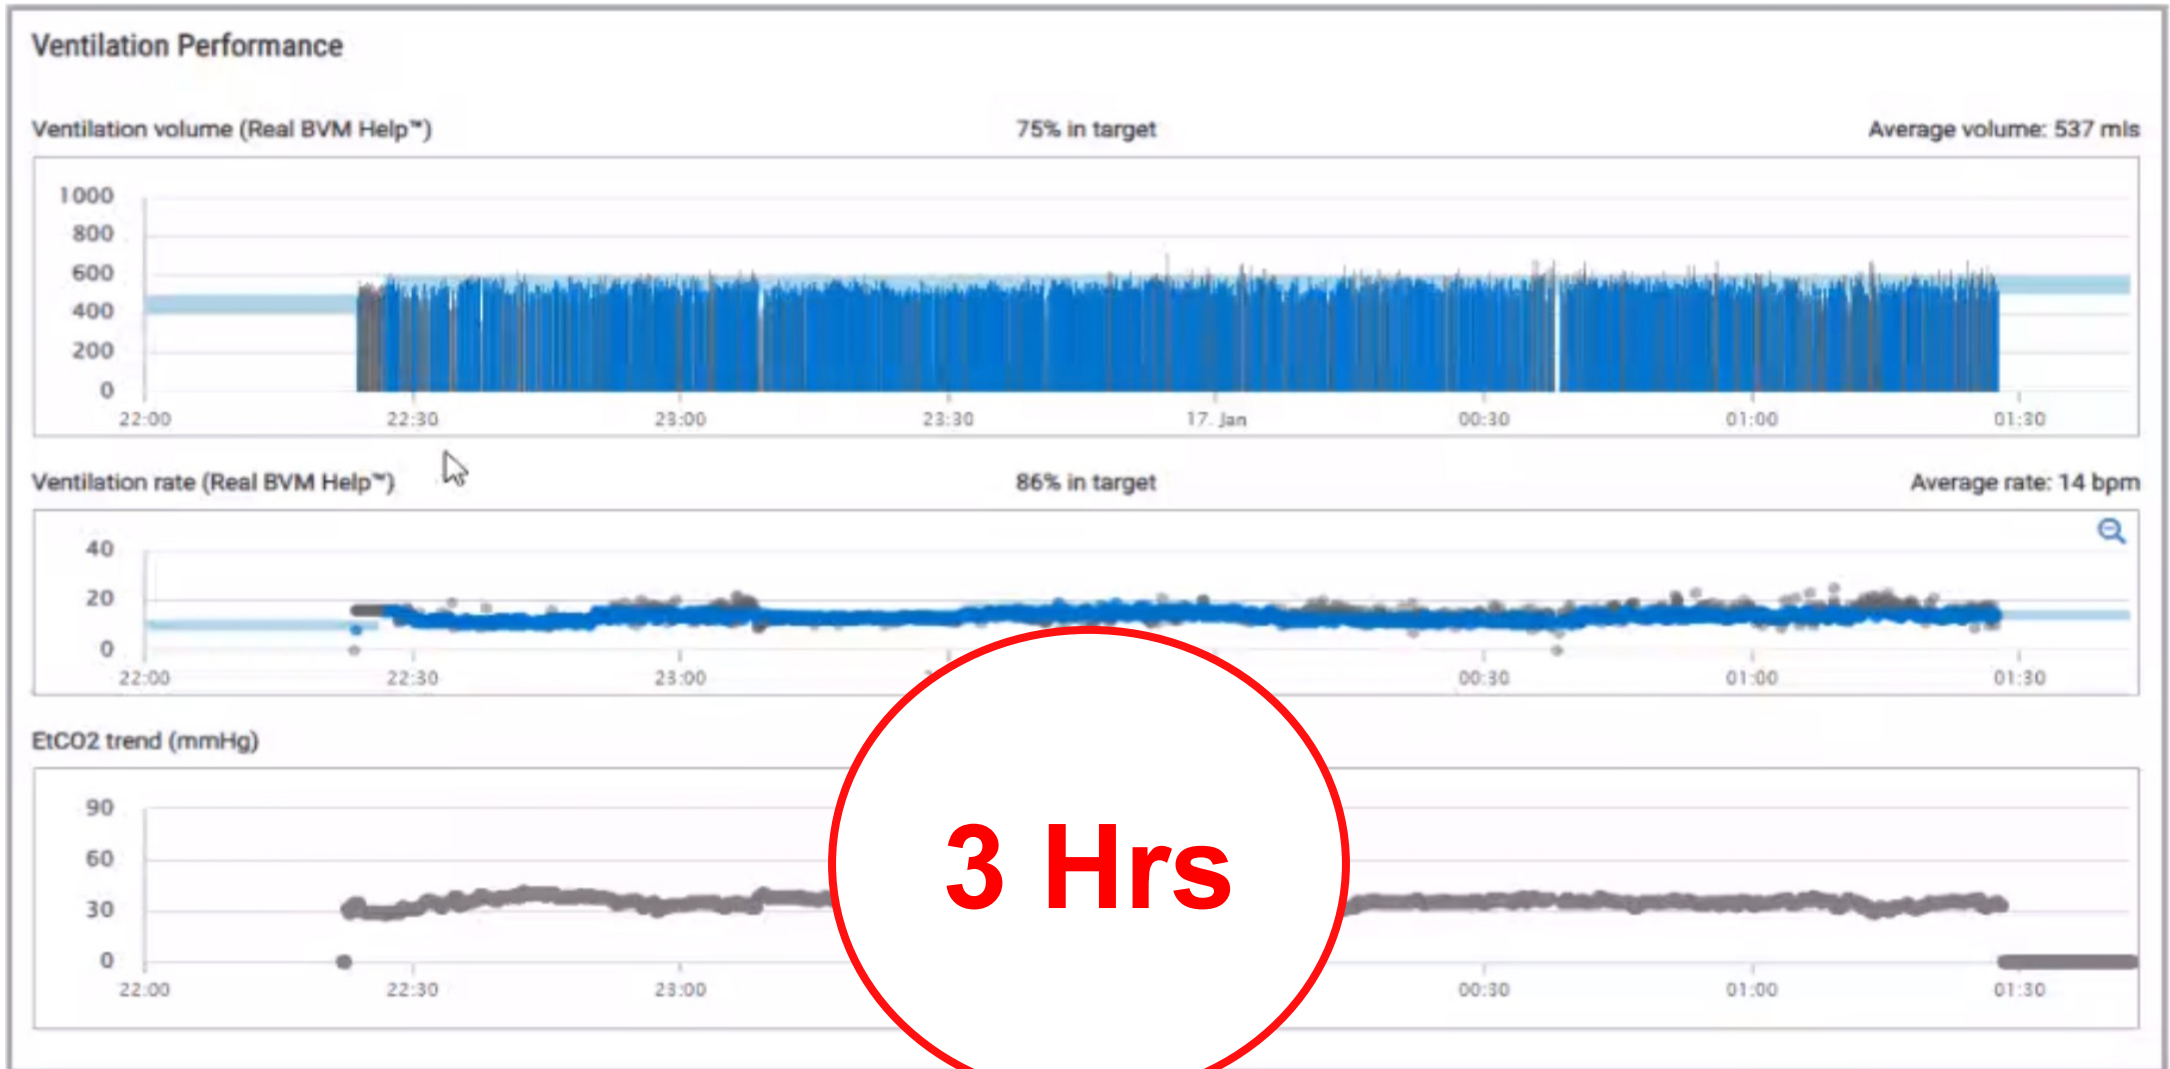 Ventilation Performance
Ventilation volume (Real BVM Help™) 75% in target Average volume: 537 mls
1000
800
600
400
200
0
22:00 22:30 23:00 23:30 17. Jan 00:30 01:00 01:30
Ventilation rate (Real BVM Help™) 86% in target Average rate: 14 bpm
40
20
0
22:00 22:30 23:00 00:30 01:00 01:30
EtCO2 trend (mmHg)
90
60
30
0
22:00 22:30 23:00 00:30 01:00 01:30
3 Hrs